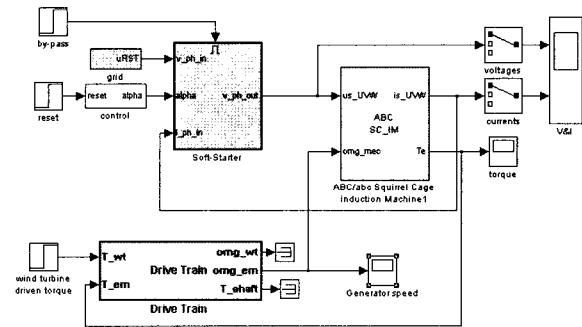 by-pass
uRST
grid
reset
reset
alpha
control
v_ph_in
alpha
i_ph_in
v_ph_out
Soft-Starter
us_UVW
is_UVW
ABC
SC_IM
omg_mec
Te
ABC/abc Squirrel Cage
Induction Machine1
voltages
currents
V&I
torque
wind turbine
driven torque
T_wt
T_em
Drive Train
omg_wt
omg_em
T_shaft
Drive Train
Generator speed